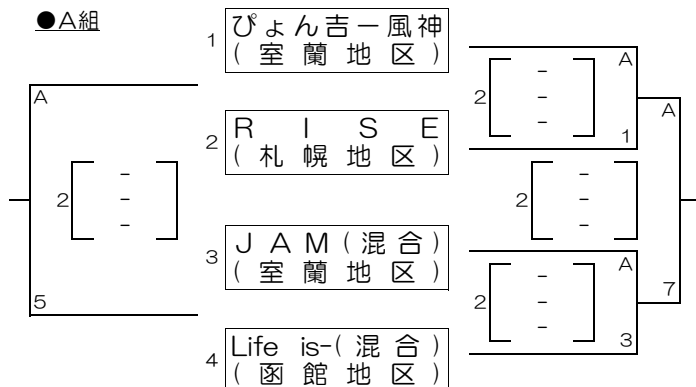 ●A組
1 ぴょん吉ー風神
(室蘭地区)
A
2 RISE
(札幌地区)
2 [ - - - ]
A
1
A
2 [ - - - ]
2 [ - - - ]
3 JAM(混合)
(室蘭地区)
A
5
2 [ - - - ]
7
3
4 Life is-(混合)
(函館地区)